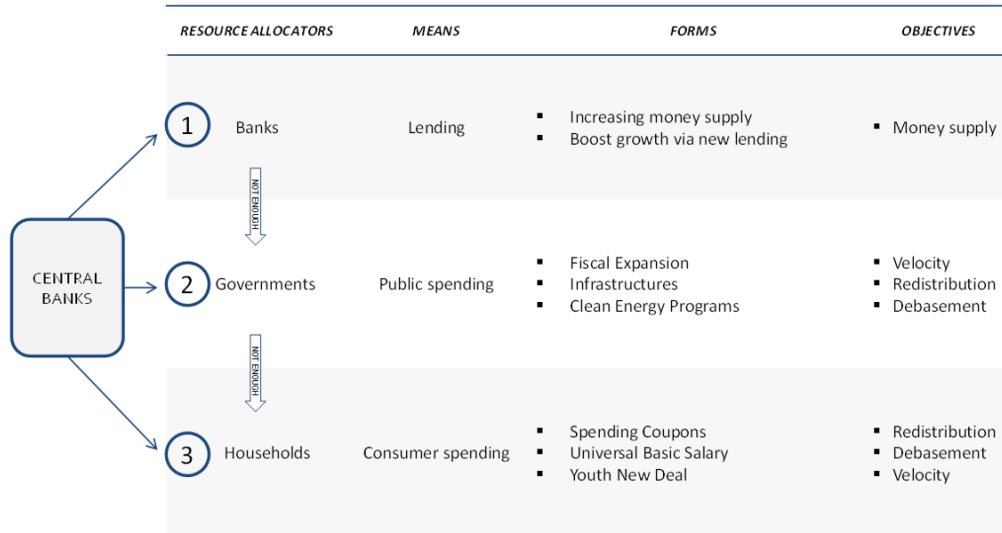 RESOURCE ALLOCATORS MEANS FORMS OBJECTIVES
1 Banks Lending
▪ Increasing money supply
▪ Boost growth via new lending
▪ Money supply
NOT ENOUGH
CENTRAL
BANKS
2 Governments Public spending
▪ Fiscal Expansion
▪ Infrastructures
▪ Clean Energy Programs
▪ Velocity
▪ Redistribution
▪ Debasement
NOT ENOUGH
3 Households Consumer spending
▪ Spending Coupons
▪ Universal Basic Salary
▪ Youth New Deal
▪ Redistribution
▪ Debasement
▪ Velocity